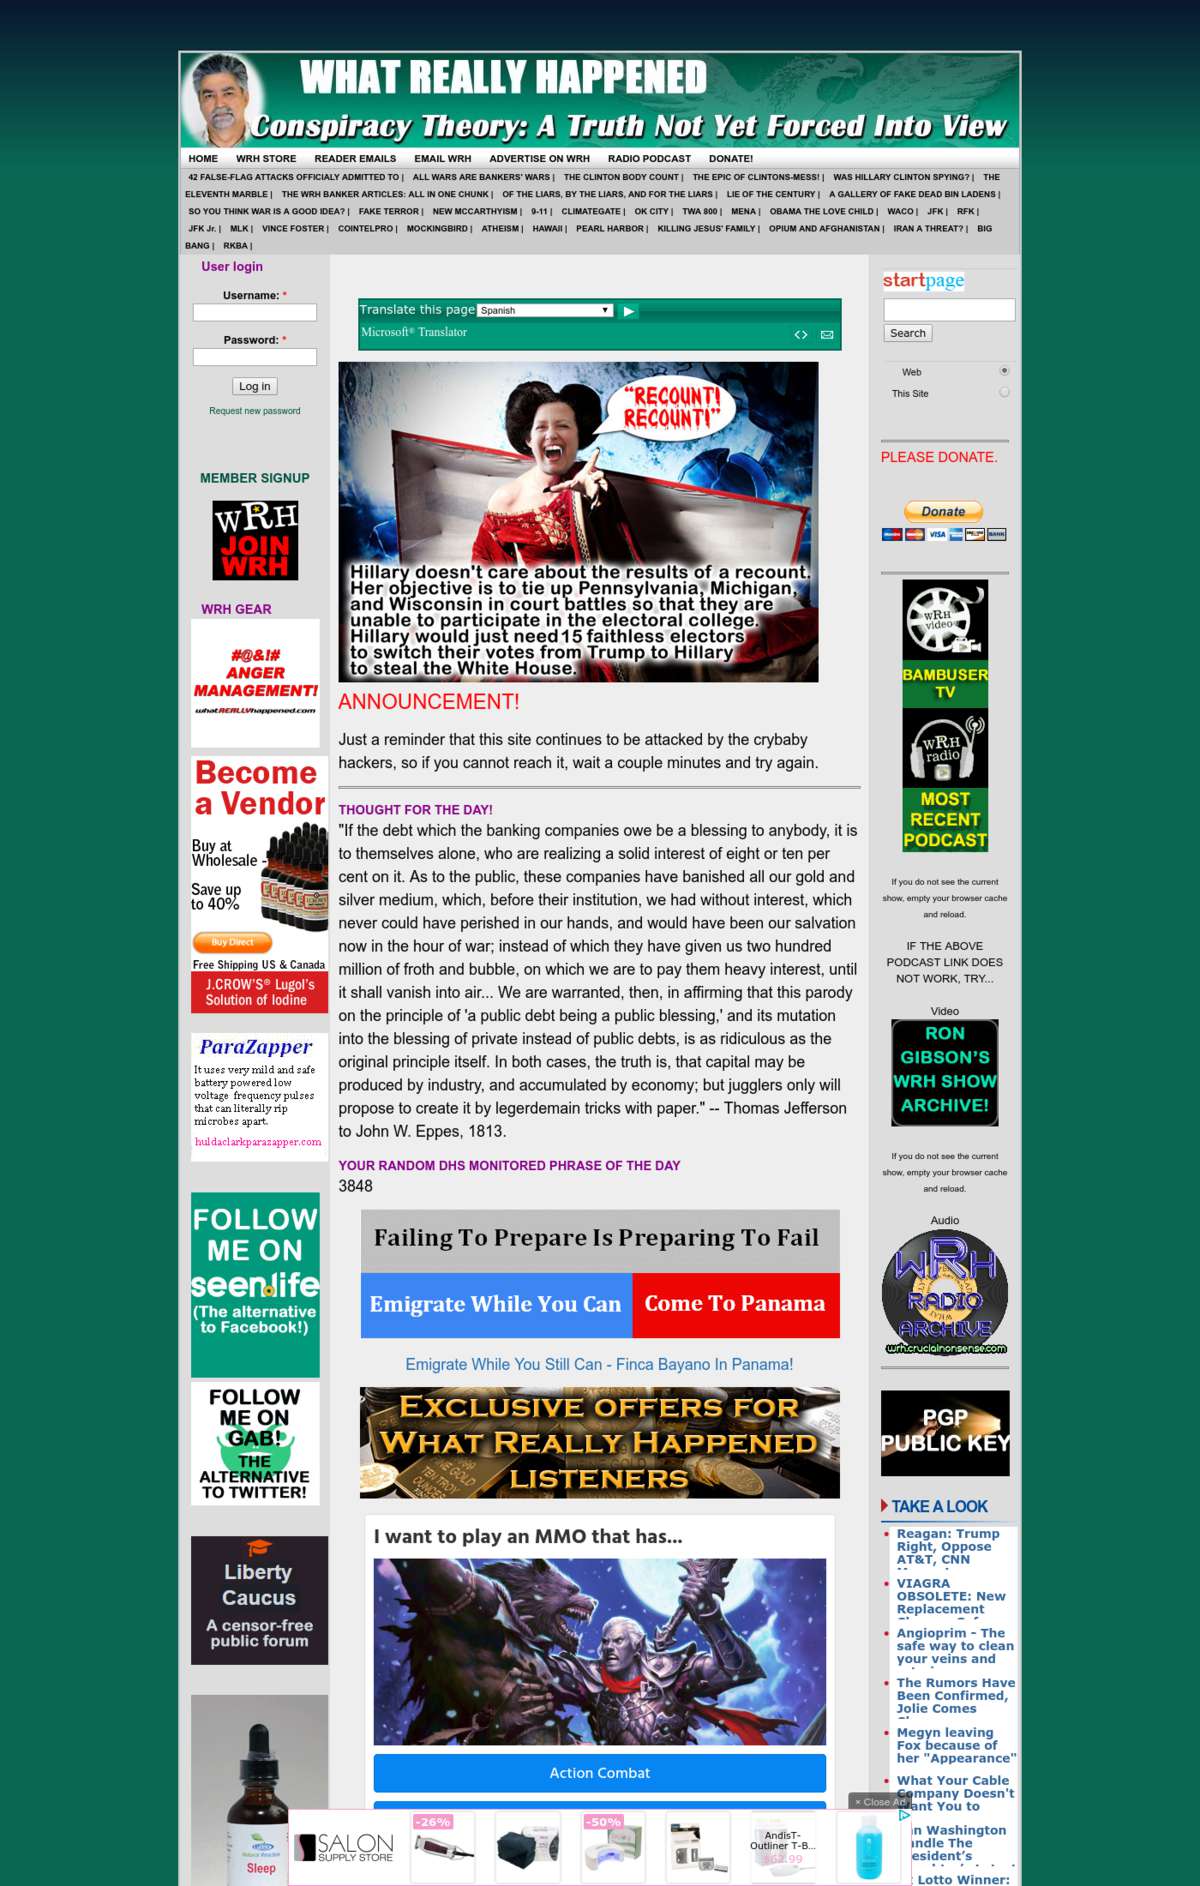 WHAT REALLY HAPPENED
Conspiracy Theory: A Truth Not Yet Forced Into View
HOME WRH STORE READER EMAILS EMAIL WRH ADVERTISE ON WRH RADIO PODCAST DONATE!
42 FALSE-FLAG ATTACKS OFFICIALY ADMITTED TO | ALL WARS ARE BANKERS' WARS | THE CLINTON BODY COUNT | THE EPIC OF CLINTONS-MESS! | WAS HILLARY CLINTON SPYING? | THE
ELEVENTH MARBLE | THE WRH BANKER ARTICLES: ALL IN ONE CHUNK | OF THE LIARS, BY THE LIARS, AND FOR THE LIARS | LIE OF THE CENTURY | A GALLERY OF FAKE DEAD BIN LADENS |
SO YOU THINK WAR IS A GOOD IDEA? | FAKE TERROR | NEW MCCARTHYISM | 9-11 | CLIMATEGATE | OK CITY | TWA 800 | MENA | OBAMA THE LOVE CHILD | WACO | JFK | RFK |
JFK Jr. | MLK | VINCE FOSTER | COINTELPRO | MOCKINGBIRD | ATHEISM | HAWAII | PEARL HARBOR | KILLING JESUS' FAMILY | OPIUM AND AFGHANISTAN | IRAN A THREAT? | BIG
BANG | RKBA |
User login
Username: *
Password: *
Log in
Request new password
MEMBER SIGNUP
WRH
JOIN
WRH
WRH GEAR
#@&!#
ANGER
MANAGEMENT!
whatREALLYhappened.com
Become
a Vendor
Buy at
Wholesale -
Save up
to 40%
Buy Direct
Free Shipping US & Canada
J.CROW'S® Lugol's
Solution of Iodine
ParaZapper
It uses very mild and safe
battery powered low
voltage frequency pulses
that can literally rip
microbes apart.
huldaclarkparazapper.com
FOLLOW
ME ON
seen.life
(The alternative
to Facebook!)
FOLLOW
ME ON
GAB!
THE
ALTERNATIVE
TO TWITTER!
Liberty
Caucus
A censor-free
public forum
Sleep
Translate this page Spanish
Microsoft® Translator
"RECOUNT!
RECOUNT!"
Hillary doesn't care about the results of a recount.
Her objective is to tie up Pennsylvania, Michigan,
and Wisconsin in court battles so that they are
unable to participate in the electoral college.
Hillary would just need 15 faithless electors
to switch their votes from Trump to Hillary
to steal the White House.
ANNOUNCEMENT!
Just a reminder that this site continues to be attacked by the crybaby
hackers, so if you cannot reach it, wait a couple minutes and try again.
THOUGHT FOR THE DAY!
"If the debt which the banking companies owe be a blessing to anybody, it is
to themselves alone, who are realizing a solid interest of eight or ten per
cent on it. As to the public, these companies have banished all our gold and
silver medium, which, before their institution, we had without interest, which
never could have perished in our hands, and would have been our salvation
now in the hour of war; instead of which they have given us two hundred
million of froth and bubble, on which we are to pay them heavy interest, until
it shall vanish into air... We are warranted, then, in affirming that this parody
on the principle of 'a public debt being a public blessing,' and its mutation
into the blessing of private instead of public debts, is as ridiculous as the
original principle itself. In both cases, the truth is, that capital may be
produced by industry, and accumulated by economy; but jugglers only will
propose to create it by legerdemain tricks with paper." -- Thomas Jefferson
to John W. Eppes, 1813.
YOUR RANDOM DHS MONITORED PHRASE OF THE DAY
3848
Failing To Prepare Is Preparing To Fail
Emigrate While You Can Come To Panama
Emigrate While You Still Can - Finca Bayano In Panama!
EXCLUSIVE OFFERS FOR
WHAT REALLY HAPPENED
LISTENERS
I want to play an MMO that has...
Action Combat
startpage
Search
Web
This Site
PLEASE DONATE.
Donate
VISA
BANK
WRH
video
BAMBUSER
TV
WRH
radio
MOST
RECENT
PODCAST
If you do not see the current
show, empty your browser cache
and reload.
IF THE ABOVE
PODCAST LINK DOES
NOT WORK, TRY...
Video
RON
GIBSON'S
WRH SHOW
ARCHIVE!
If you do not see the current
show, empty your browser cache
and reload.
Audio
WRH
RADIO
ARCHIVE
wrh.crucialnonsense.com
PGP
PUBLIC KEY
TAKE A LOOK
Reagan: Trump
Right, Oppose
AT&T, CNN
VIAGRA
OBSOLETE: New
Replacement
Angioprim - The
safe way to clean
your veins and
The Rumors Have
Been Confirmed,
Jolie Comes
Megyn leaving
Fox because of
her "Appearance"
What Your Cable
Company Doesn't
Want You to
Washington
The
Lotto Winner:
× Close Ad
SALON
SUPPLY STORE
-26%
-50%
AndisT-
Outliner T-B...
$62.99